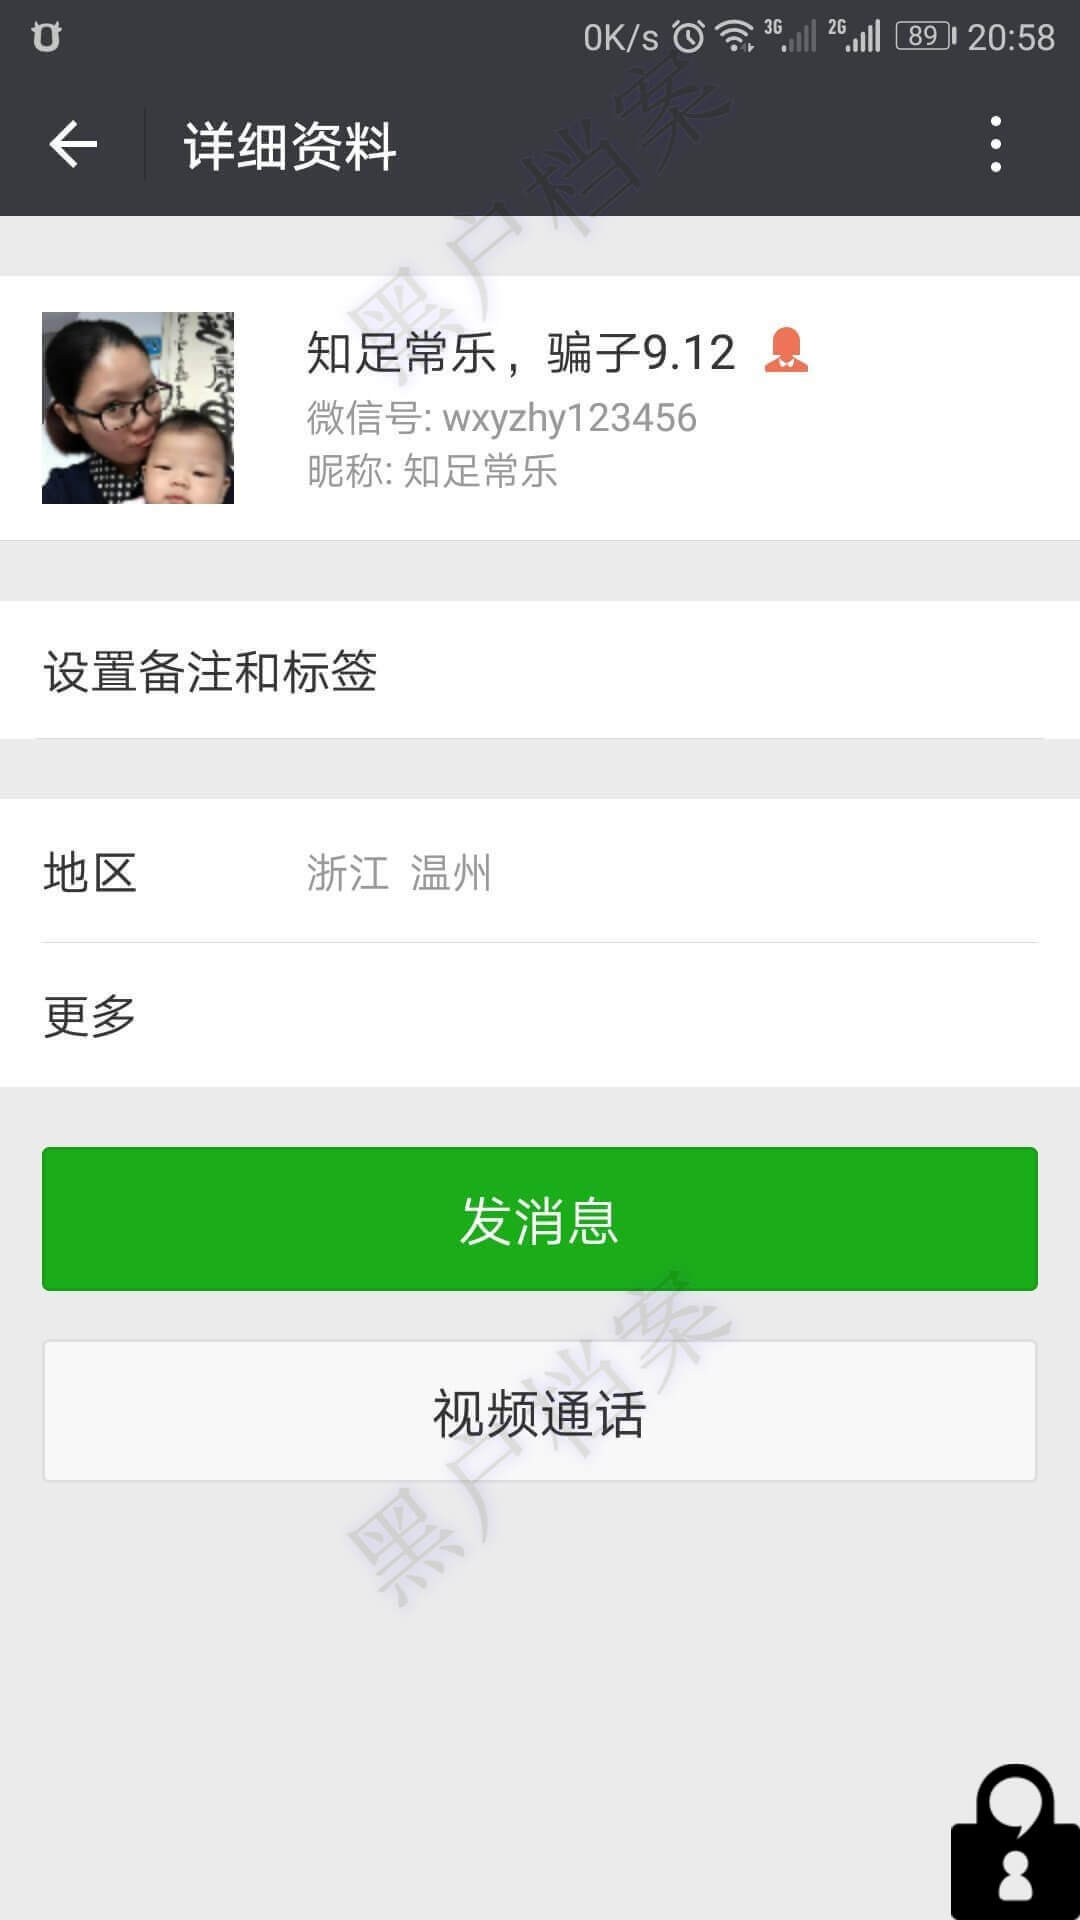 0K/s 3G 2G 89 20:58
详细资料
知足常乐，骗子9.12
微信号: wxyzhy123456
昵称: 知足常乐
设置备注和标签
地区 浙江 温州
更多
发消息
视频通话
黑户档案
黑户档案